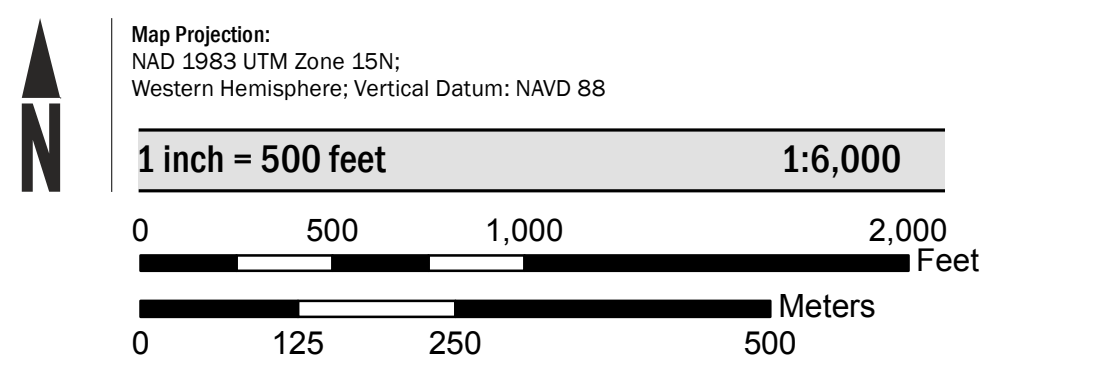 N
Map Projection:
NAD 1983 UTM Zone 15N;
Western Hemisphere; Vertical Datum: NAVD 88
1 inch = 500 feet 1:6,000
0 500 1,000 2,000
Feet
Meters
0 125 250 500